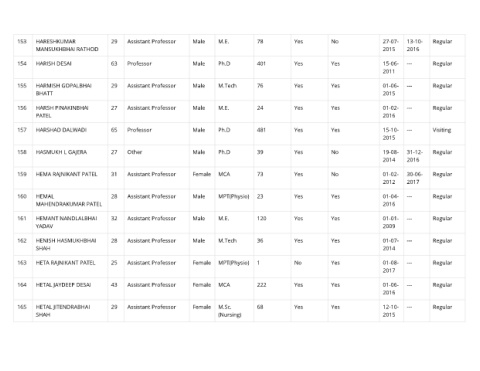 153 HARESHKUMAR MANSUKHBHAI RATHOD 29 Assistant Professor Male M.E. 78 Yes No 27-07-2015 13-10-2016 Regular
154 HARISH DESAI 63 Professor Male Ph.D 401 Yes Yes 15-06-2011 --- Regular
155 HARMISH GOPALBHAI BHATT 29 Assistant Professor Male M.Tech 76 Yes Yes 01-06-2015 --- Regular
156 HARSH PINAKINBHAI PATEL 27 Assistant Professor Male M.E. 24 Yes Yes 01-02-2016 --- Regular
157 HARSHAD DALWADI 65 Professor Male Ph.D 481 Yes Yes 15-10-2015 --- Visiting
158 HASMUKH L GAJERA 27 Other Male Ph.D 39 Yes No 19-08-2014 31-12-2016 Regular
159 HEMA RAJNIKANT PATEL 31 Assistant Professor Female MCA 73 Yes No 01-02-2012 30-06-2017 Regular
160 HEMAL MAHENDRAKUMAR PATEL 28 Assistant Professor Male MPT(Physio) 23 Yes Yes 01-04-2016 --- Regular
161 HEMANT NANDLALBHAI YADAV 32 Assistant Professor Male M.E. 120 Yes Yes 01-01-2009 --- Regular
162 HENISH HASMUKHBHAI SHAH 28 Assistant Professor Male M.Tech 36 Yes Yes 01-07-2014 --- Regular
163 HETA RAJNIKANT PATEL 25 Assistant Professor Female MPT(Physio) 1 No Yes 01-08-2017 --- Regular
164 HETAL JAYDEEP DESAI 43 Assistant Professor Female MCA 222 Yes Yes 01-06-2016 --- Regular
165 HETAL JITENDRABHAI SHAH 29 Assistant Professor Female M.Sc.(Nursing) 68 Yes Yes 12-10-2015 --- Regular